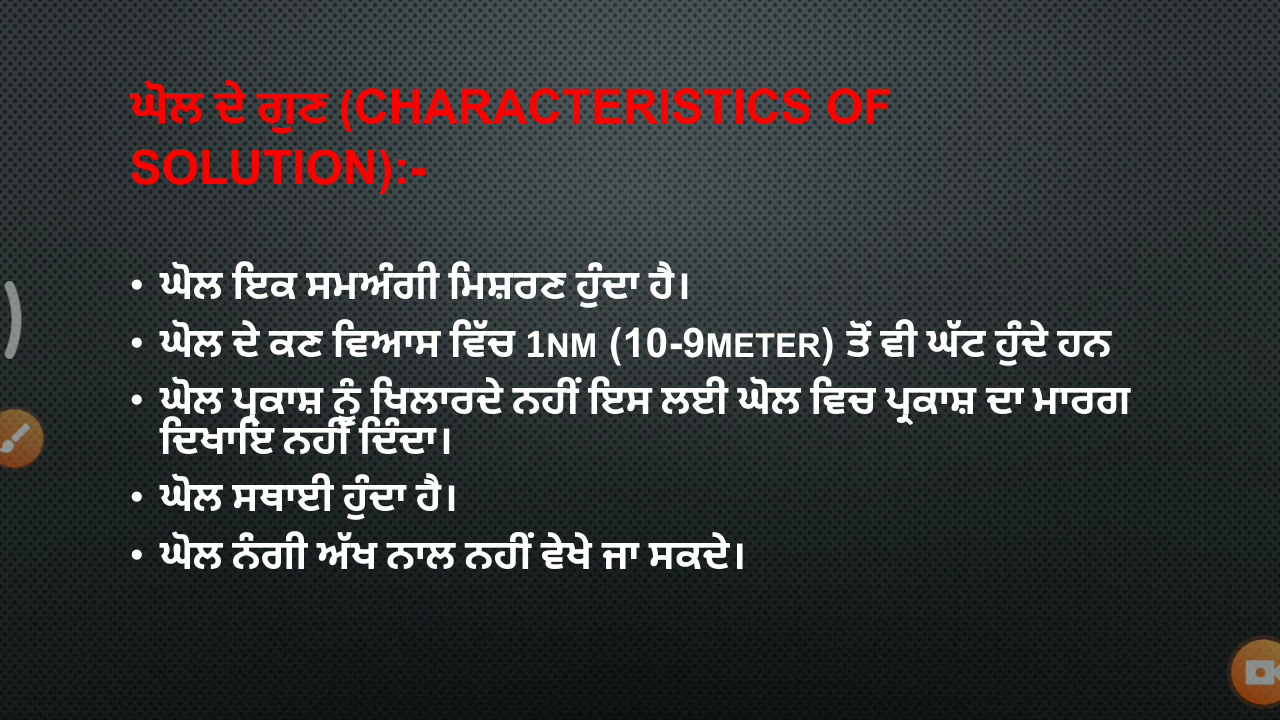 ਘੋਲ ਦੇ ਗੁਣ (CHARACTERISTICS OF
SOLUTION):-
• ਘੋਲ ਇਕ ਸਮਅੰਗੀ ਮਿਸ਼ਰਣ ਹੁੰਦਾ ਹੈ।
• ਘੋਲ ਦੇ ਕਣ ਵਿਆਸ ਵਿੱਚ 1NM (10-9METER) ਤੋਂ ਵੀ ਘੱਟ ਹੁੰਦੇ ਹਨ
• ਘੋਲ ਪ੍ਰਕਾਸ਼ ਨੂੰ ਖਿਲਾਰਦੇ ਨਹੀਂ ਇਸ ਲਈ ਘੋਲ ਵਿਚ ਪ੍ਰਕਾਸ਼ ਦਾ ਮਾਰਗ
ਦਿਖਾਇ ਨਹੀਂ ਦਿੰਦਾ।
• ਘੋਲ ਸਥਾਈ ਹੁੰਦਾ ਹੈ।
• ਘੋਲ ਨੰਗੀ ਅੱਖ ਨਾਲ ਨਹੀਂ ਵੇਖੇ ਜਾ ਸਕਦੇ।